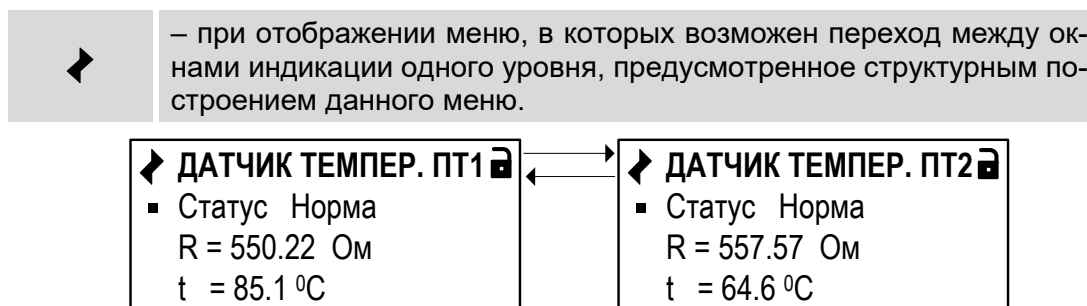 – при отображении меню, в которых возможен переход между ок-
нами индикации одного уровня, предусмотренное структурным по-
строением данного меню.
ДАТЧИК ТЕМПЕР. ПТ1
▪ Статус Норма
R = 550.22 Ом
t = 85.1 ⁰C
ДАТЧИК ТЕМПЕР. ПТ2
▪ Статус Норма
R = 557.57 Ом
t = 64.6 ⁰C